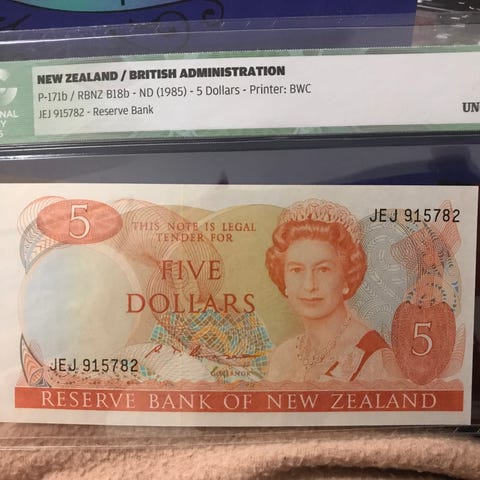 NEW ZEALAND / BRITISH ADMINISTRATION
P-171b / RBNZ B18b - ND (1985) - 5 Dollars - Printer: BWC
JEJ 915782 - Reserve Bank
UNC
5
THIS NOTE IS LEGAL
TENDER FOR
JEJ 915782
FIVE
DOLLARS
5
JEJ 915782
GOVERNOR
RESERVE BANK OF NEW ZEALAND